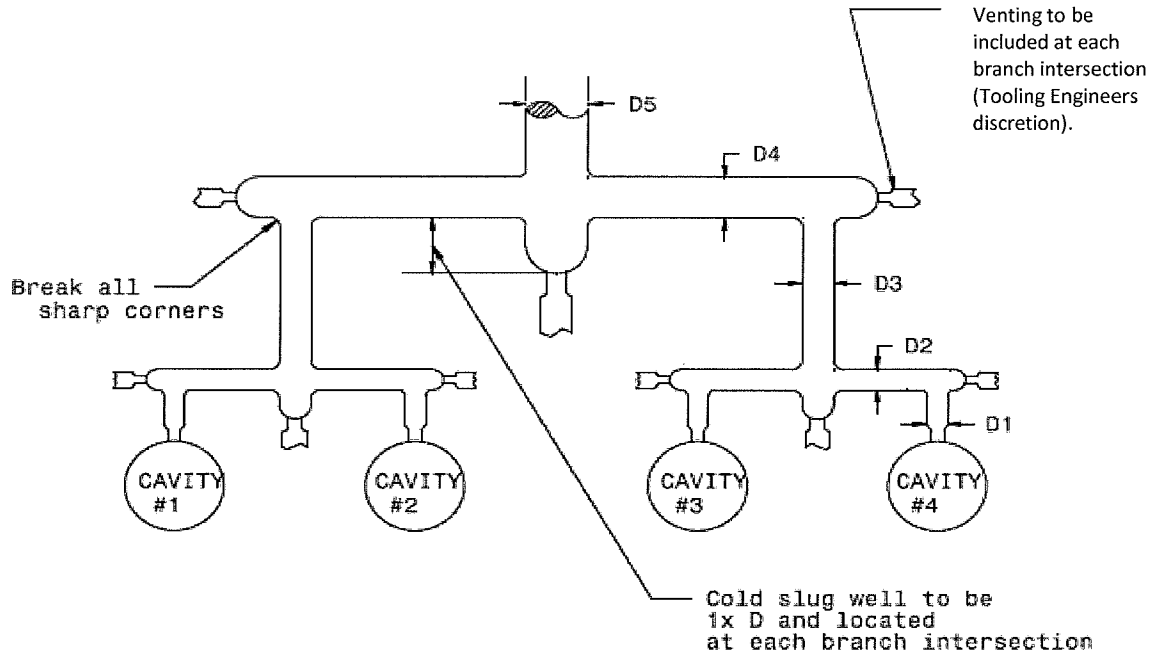 Venting to be
included at each
branch intersection
(Tooling Engineers
discretion).
D5
D4
Break all
sharp corners
D3
D2
D1
CAVITY
#1
CAVITY
#2
CAVITY
#3
CAVITY
#4
Cold slug well to be
1x D and located
at each branch intersection